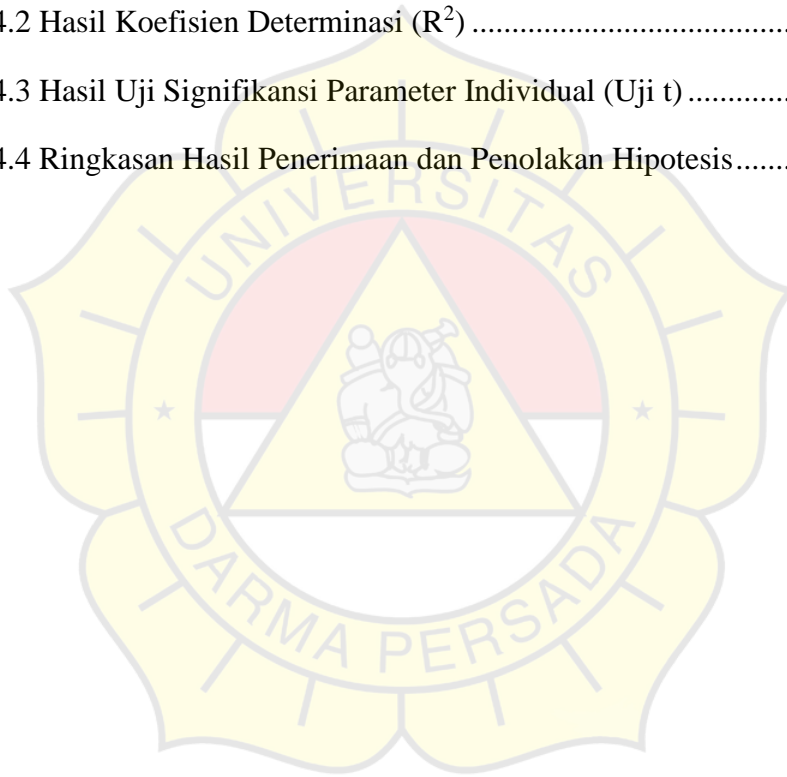 4.2 Hasil Koefisien Determinasi (R²) ....................................
4.3 Hasil Uji Signifikansi Parameter Individual (Uji t) .............
4.4 Ringkasan Hasil Penerimaan dan Penolakan Hipotesis.......
UNIVERSITAS
DARMA PERSADA